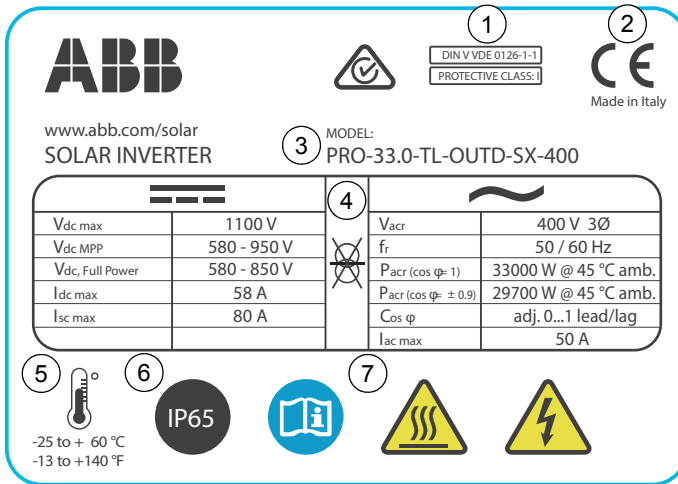 ABB
1
DIN V VDE 0126-1-1
PROTECTIVE CLASS: I
2
CE
Made in Italy
www.abb.com/solar
SOLAR INVERTER
3
MODEL:
PRO-33.0-TL-OUTD-SX-400
4
Vdc max 1100 V
Vdc MPP 580 - 950 V
Vdc, Full Power 580 - 850 V
Idc max 58 A
Isc max 80 A
Vacr 400 V 3Ø
fr 50 / 60 Hz
Pacr (cos φ= 1) 33000 W @ 45 °C amb.
Pacr (cos φ= ± 0.9) 29700 W @ 45 °C amb.
Cos φ adj. 0...1 lead/lag
Iac max 50 A
5
-25 to + 60 °C
-13 to +140 °F
6
IP65
i
7